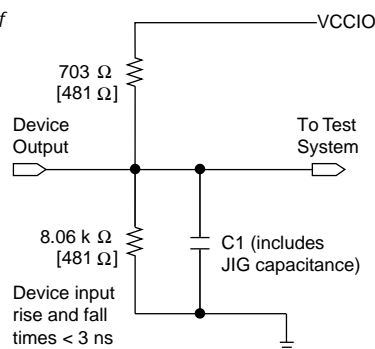 f
VCCIO
703 Ω
[481 Ω]
Device
Output
To Test
System
8.06 k Ω
[481 Ω]
C1 (includes
JIG capacitance)
Device input
rise and fall
times < 3 ns